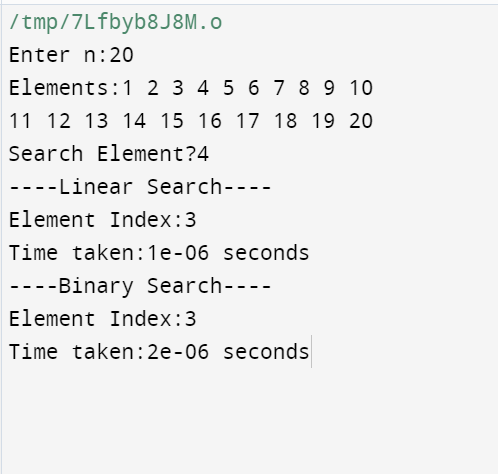 /tmp/7Lfbyb8J8M.o
Enter n:20
Elements:1 2 3 4 5 6 7 8 9 10
11 12 13 14 15 16 17 18 19 20
Search Element?4
----Linear Search----
Element Index:3
Time taken:1e-06 seconds
----Binary Search----
Element Index:3
Time taken:2e-06 seconds